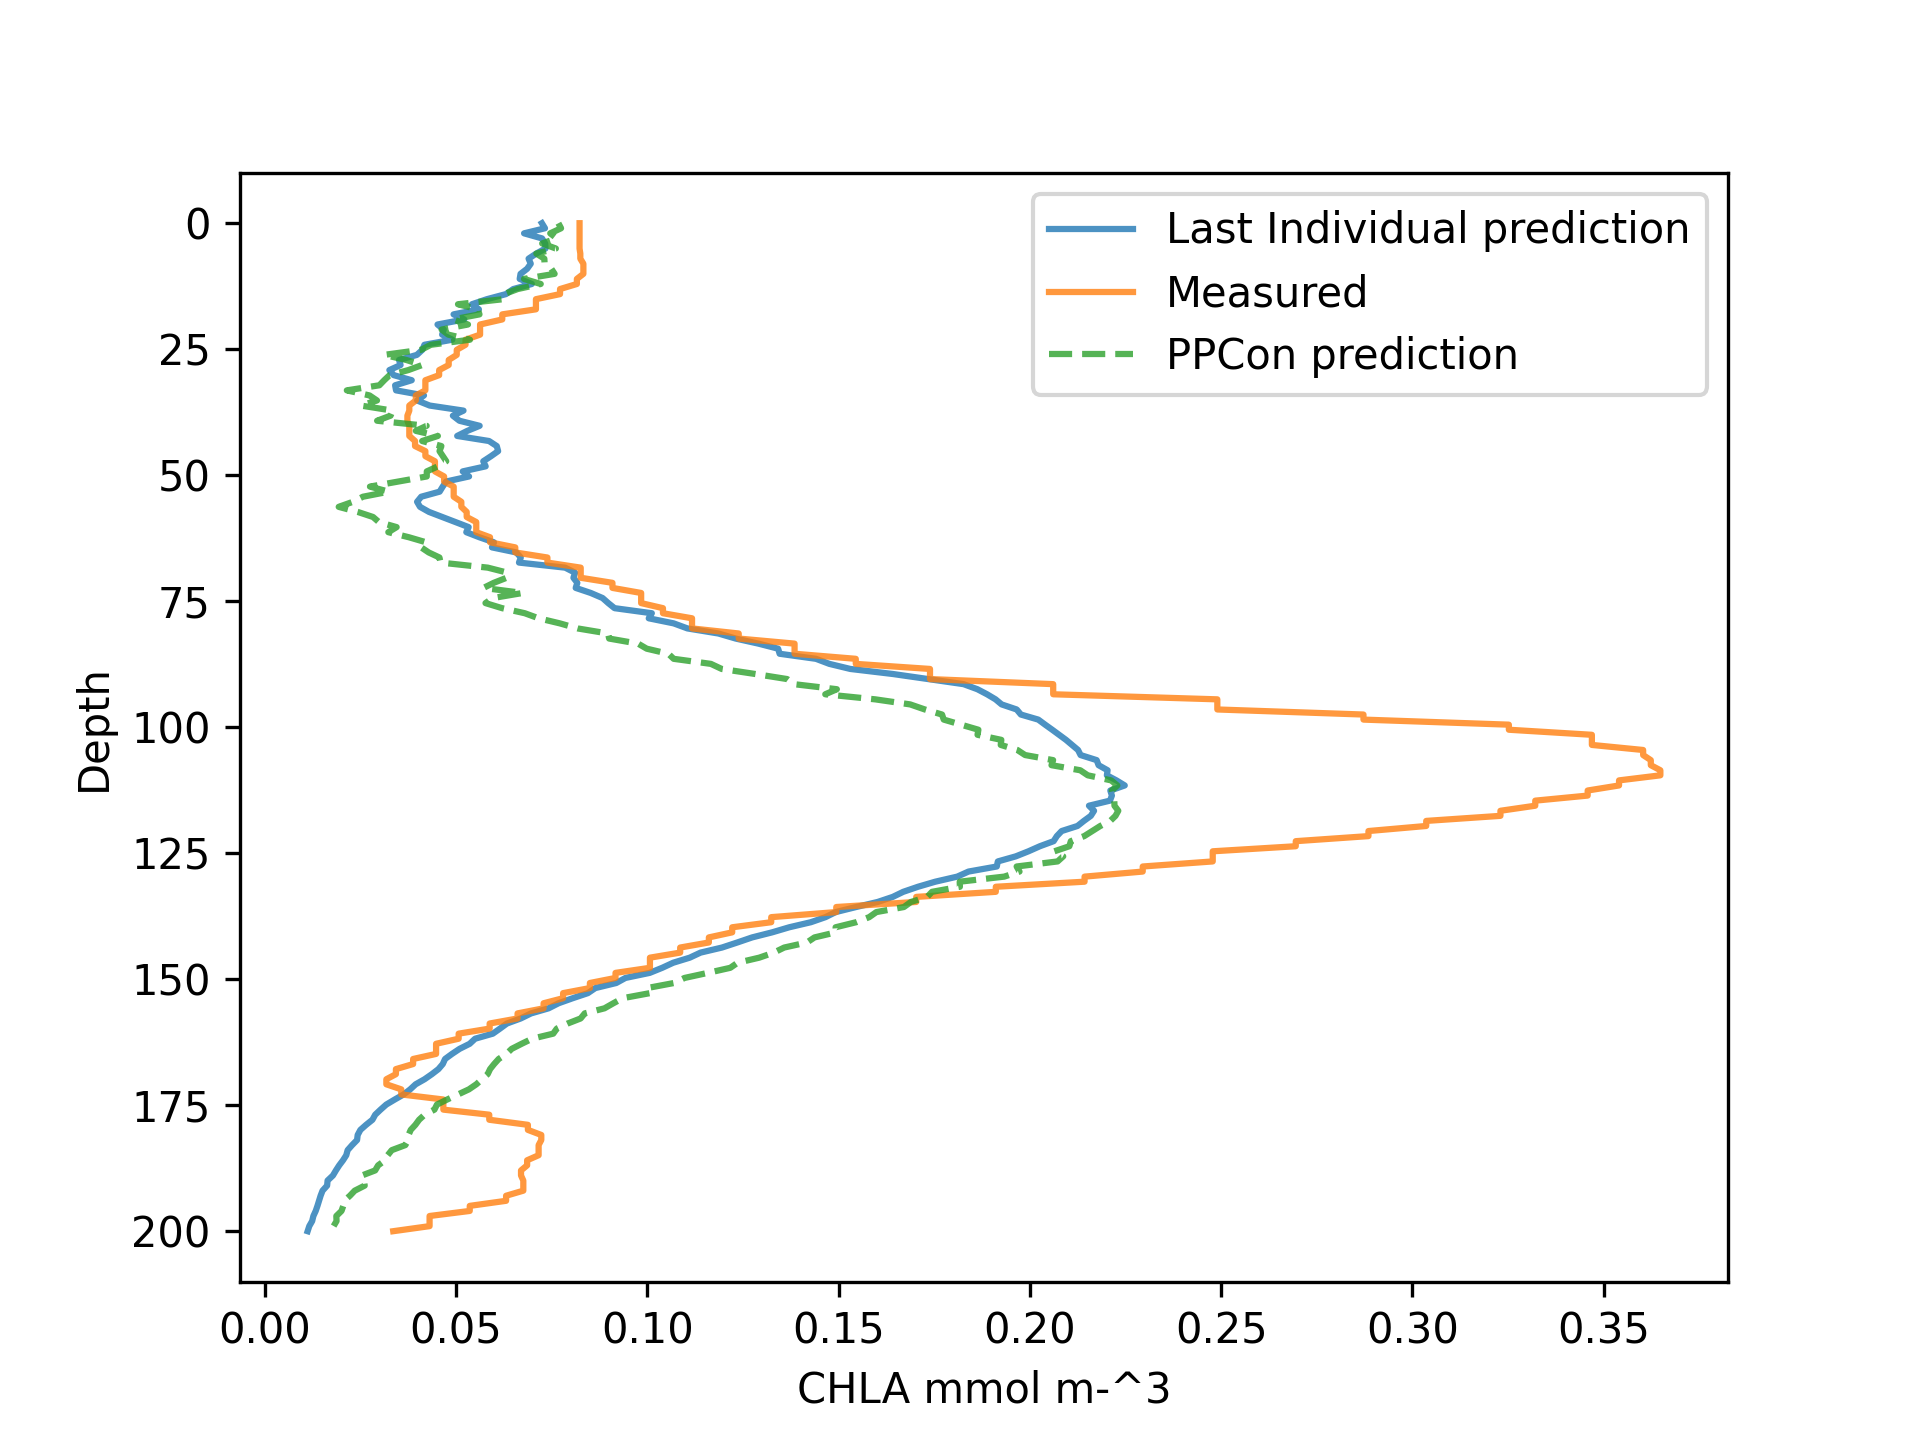 Last Individual prediction
Measured
PPCon prediction
0
25
50
75
100
125
150
175
200
Depth
0.00 0.05 0.10 0.15 0.20 0.25 0.30 0.35
CHLA mmol m-^3